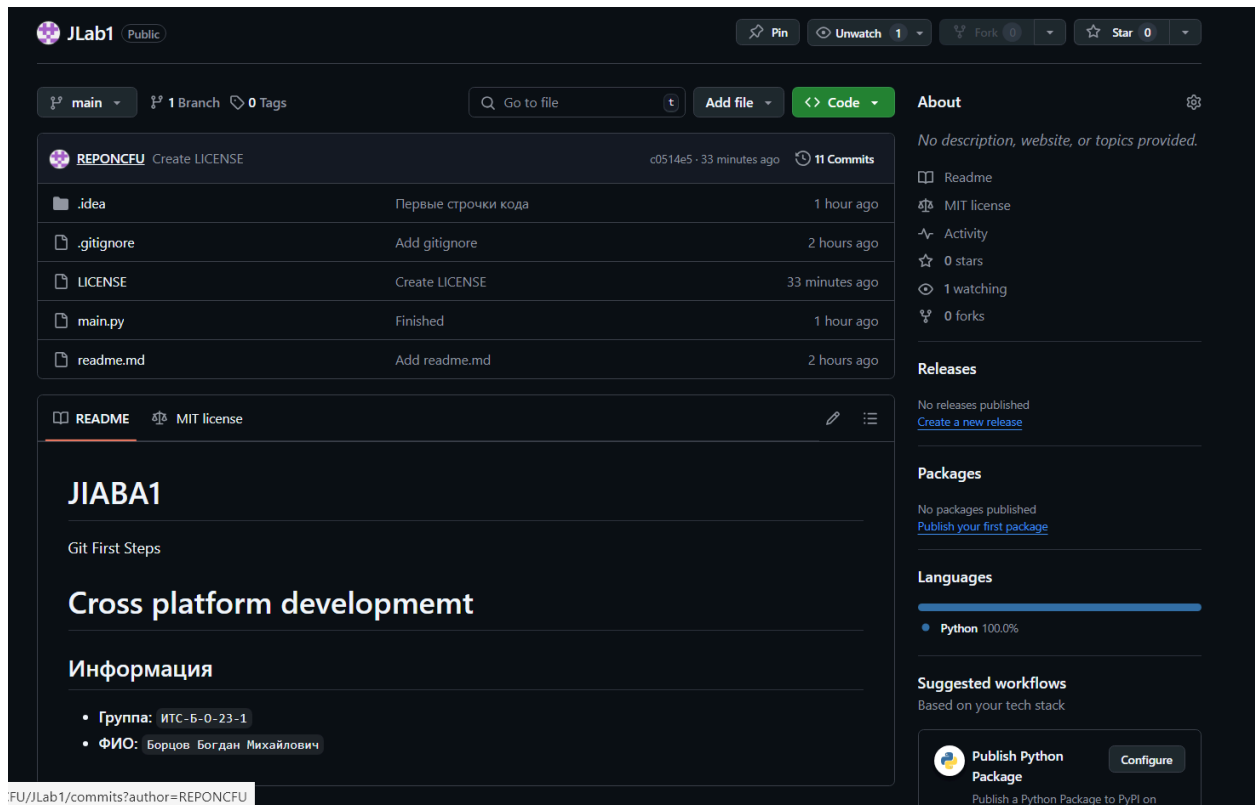 JLab1 Public
Pin
Unwatch 1
Fork 0
Star 0
main
1 Branch
0 Tags
Go to file
t
Add file
Code
REPONCFU Create LICENSE
c0514e5 · 33 minutes ago
11 Commits
.idea Первые строчки кода 1 hour ago
.gitignore Add gitignore 2 hours ago
LICENSE Create LICENSE 33 minutes ago
main.py Finished 1 hour ago
readme.md Add readme.md 2 hours ago
README MIT license
JIABA1
Git First Steps
Cross platform developmemt
Информация
• Группа: ИТС-Б-О-23-1
• ФИО: Борцов Богдан Михайлович
About
No description, website, or topics provided.
Readme
MIT license
Activity
0 stars
1 watching
0 forks
Releases
No releases published
Create a new release
Packages
No packages published
Publish your first package
Languages
Python 100.0%
Suggested workflows
Based on your tech stack
Publish Python
Package
Configure
Publish a Python Package to PyPI on
FU/JLab1/commits?author=REPONCFU